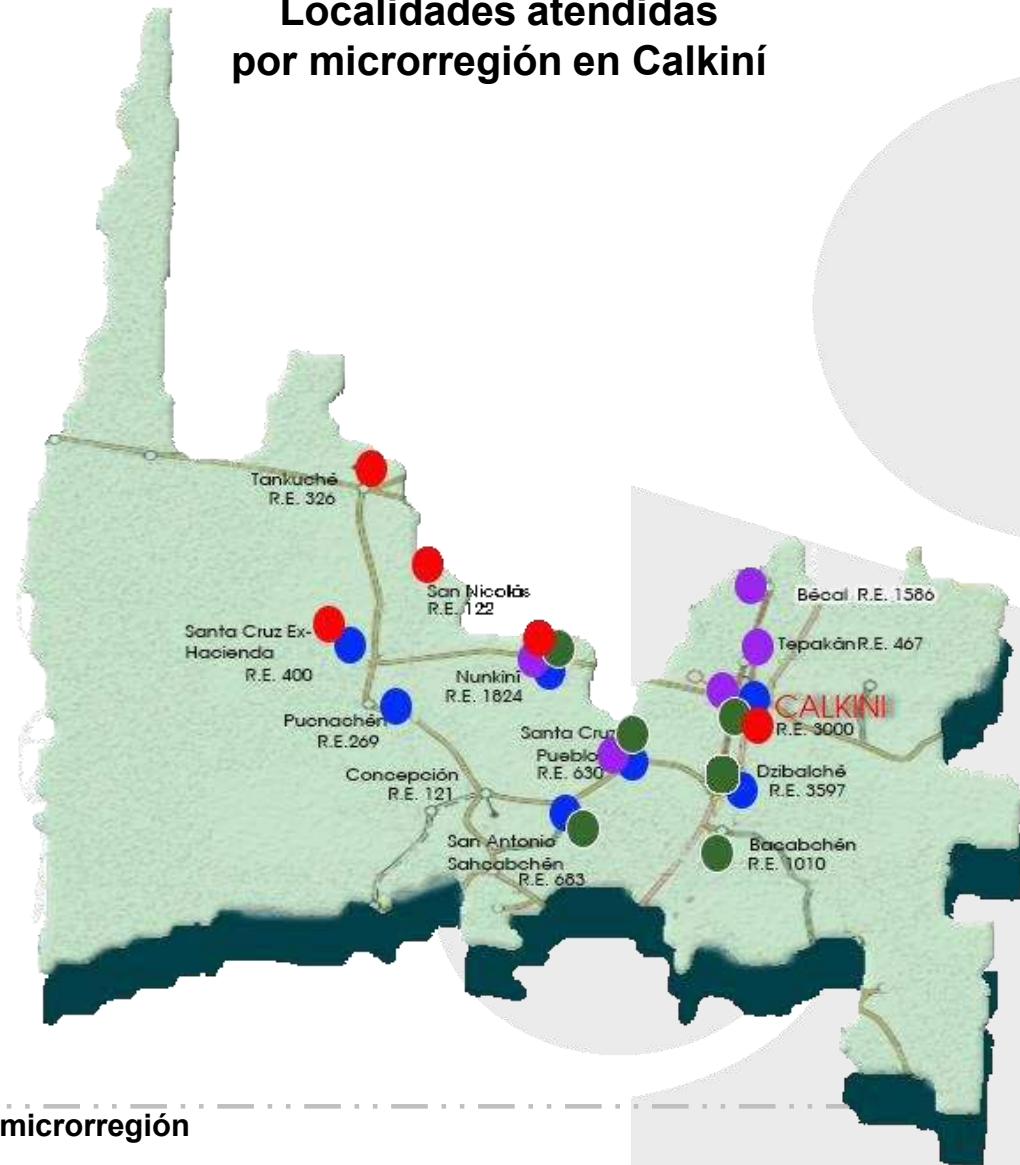 Localidades atendidas
por microrregión en Calkiní
Tankuché
R.E. 326
San Nicolás
R.E. 122
Santa Cruz Ex-
Hacienda
R.E. 400
Nunkiní
R.E. 1824
Pucnachén
R.E.269
Concepción
R.E. 121
Santa Cruz
Pueblo
R.E. 630
San Antonio
Sahcabchén
R.E. 683
Bécal R.E. 1586
Tepakán R.E. 467
CALKINI
R.E. 3000
Dzibalché
R.E. 3597
Bacabchén
R.E. 1010
microrregión